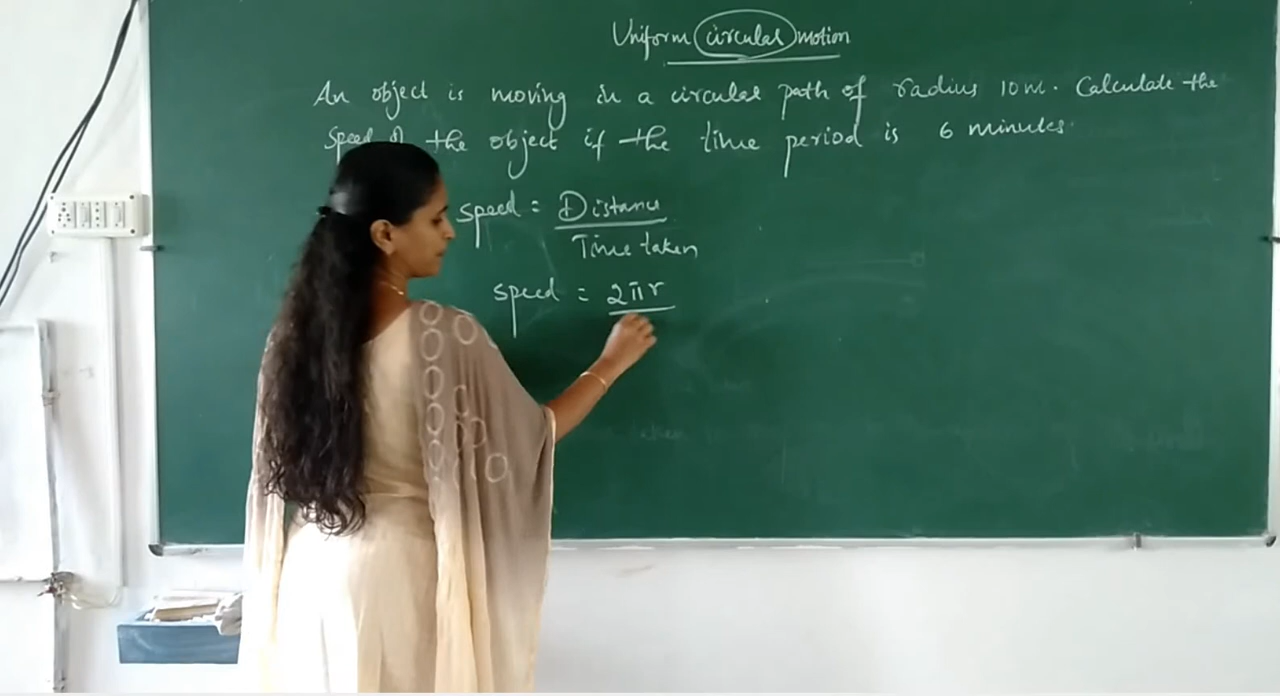 Uniform circular motion
An object is moving in a circular path of radius 10m. Calculate the
Speed of the object if the time period is 6 minutes.
speed = Distance
Time taken
speed = 2πr